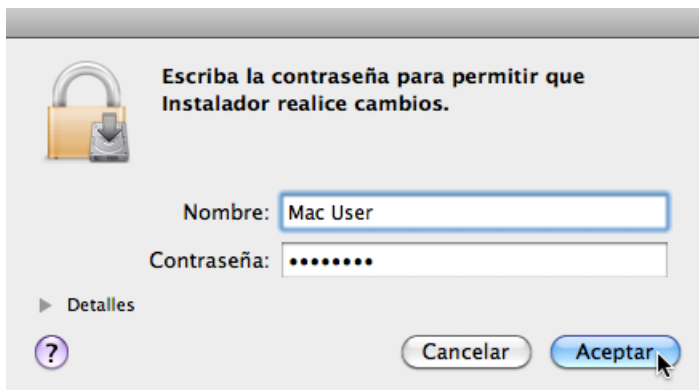 Escriba la contraseña para permitir que
Instalador realice cambios.
Nombre: Mac User
Contraseña: ••••••••
Detalles
? Cancelar Aceptar